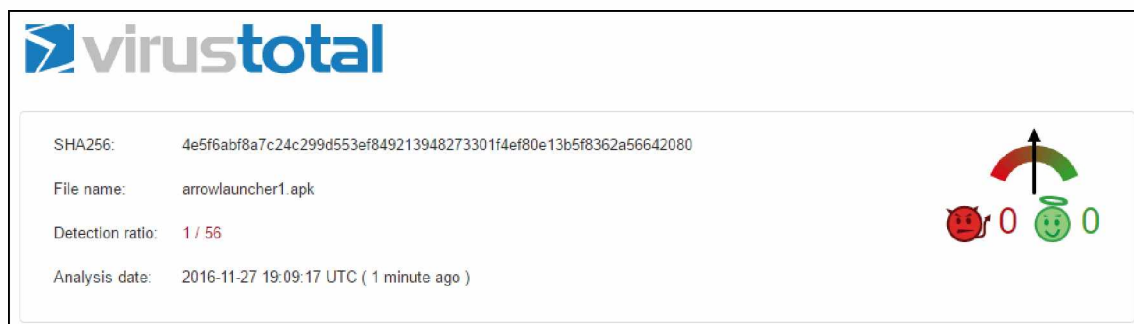 virustotal
SHA256: 4e5f6abf8a7c24c299d553ef849213948273301f4ef80e13b5f8362a56642080
File name: arrowlauncher1.apk
Detection ratio: 1 / 56
Analysis date: 2016-11-27 19:09:17 UTC ( 1 minute ago )
0 0